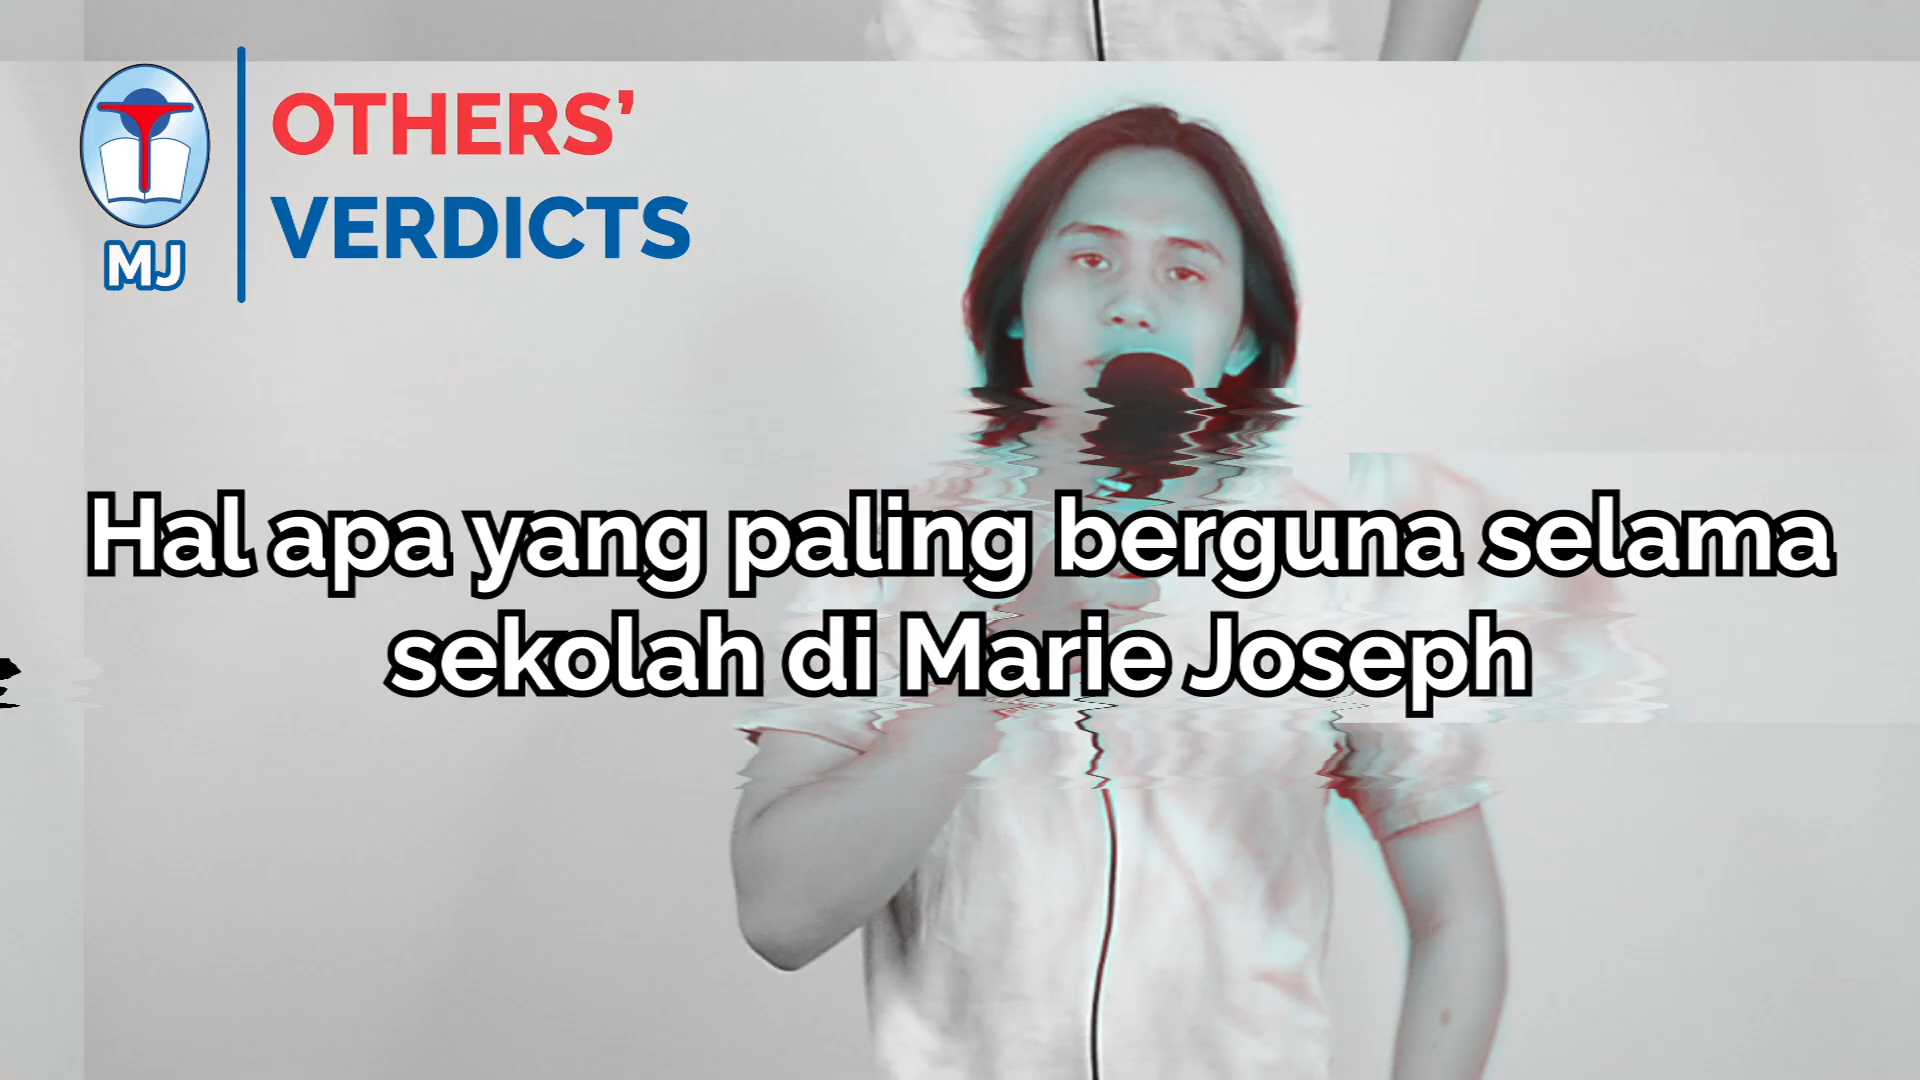 MJ
OTHERS’
VERDICTS
Hal apa yang paling berguna selama
sekolah di Marie Joseph